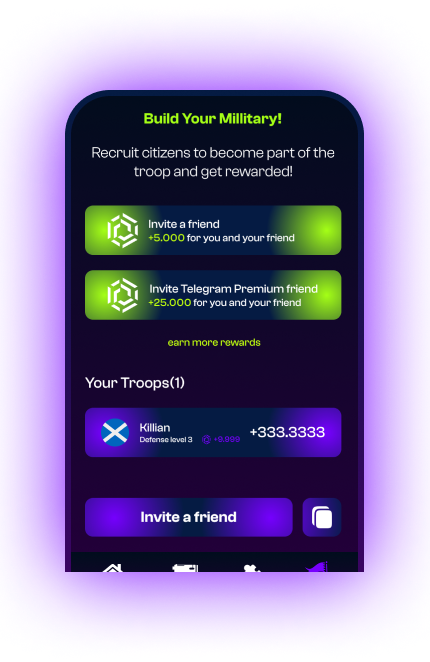 Build Your Millitary!
Recruit citizens to become part of the
troop and get rewarded!
Invite a friend
+5.000 for you and your friend
Invite Telegram Premium friend
+25.000 for you and your friend
earn more rewards
Your Troops(1)
Killian
Defense level 3
+9.999
+333.3333
Invite a friend